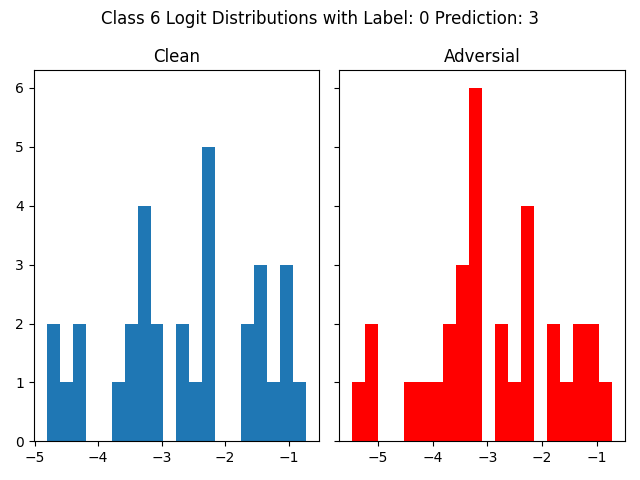 Class 6 Logit Distributions with Label: 0 Prediction: 3
Clean
Adversial
6
5
4
3
2
1
0
−5 −4 −3 −2 −1
−5 −4 −3 −2 −1